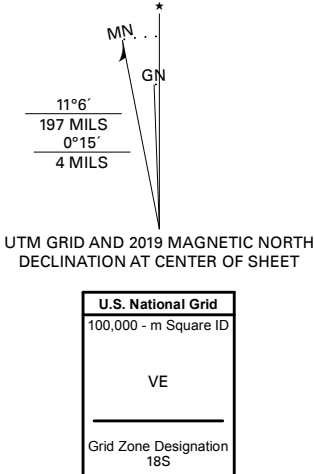 ★
MN
GN
11°6´
197 MILS
0°15´
4 MILS
UTM GRID AND 2019 MAGNETIC NORTH
DECLINATION AT CENTER OF SHEET
U.S. National Grid
100,000 - m Square ID
VE
Grid Zone Designation
18S